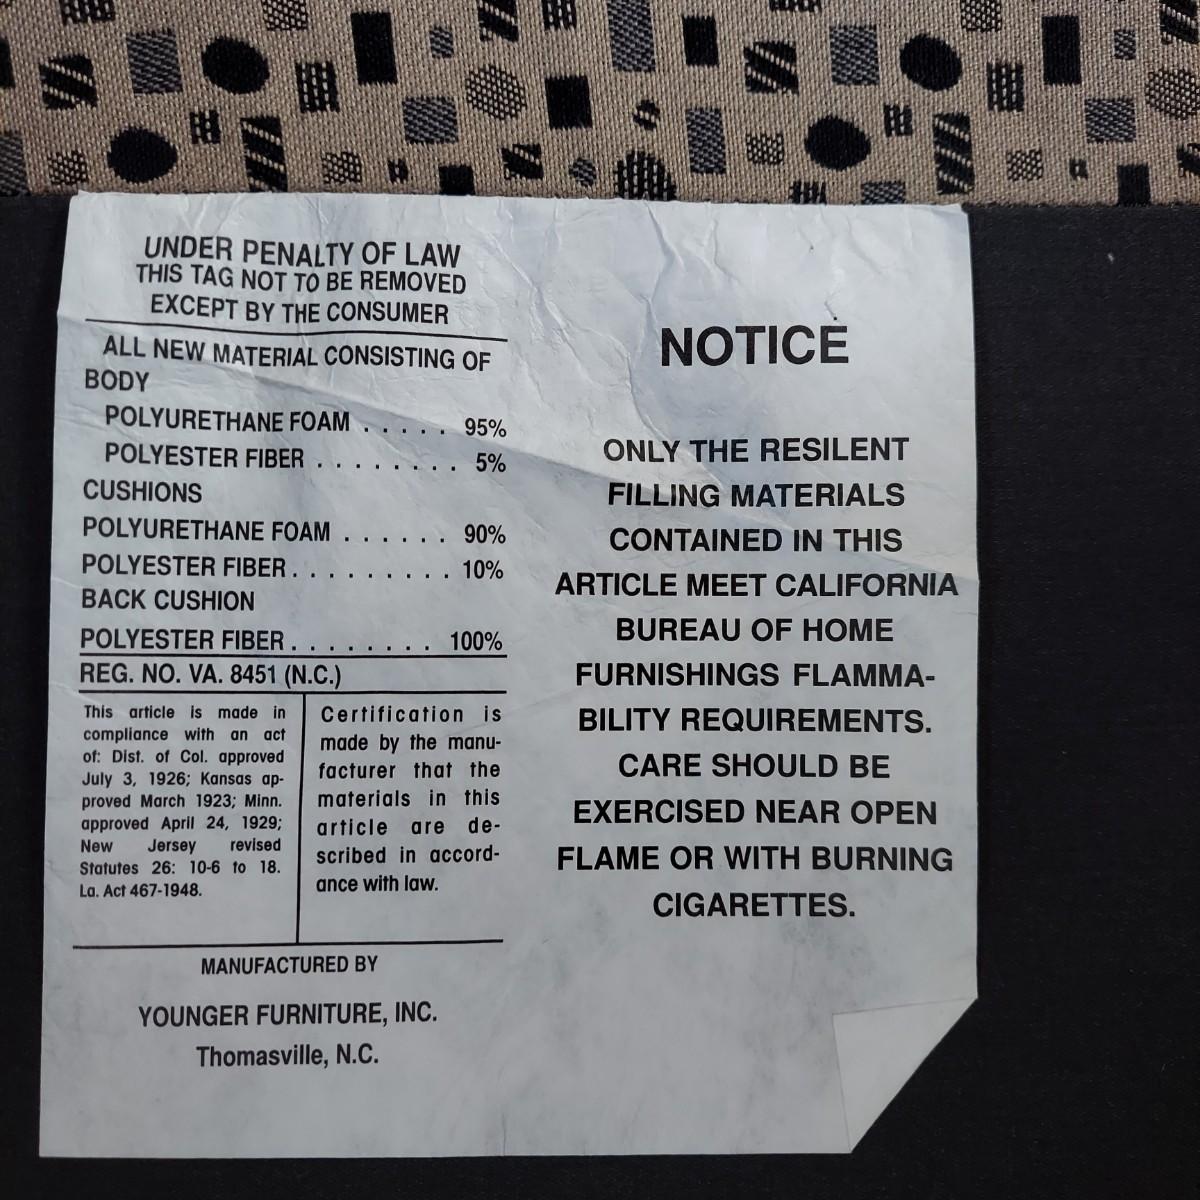 UNDER PENALTY OF LAW
THIS TAG NOT TO BE REMOVED
EXCEPT BY THE CONSUMER
ALL NEW MATERIAL CONSISTING OF
BODY
POLYURETHANE FOAM . . . . . 95%
POLYESTER FIBER . . . . . . . . 5%
CUSHIONS
POLYURETHANE FOAM . . . . . . 90%
POLYESTER FIBER . . . . . . . . . 10%
BACK CUSHION
POLYESTER FIBER . . . . . . . . 100%
REG. NO. VA. 8451 (N.C.)
This article is made in
compliance with an act
of: Dist. of Col. approved
July 3, 1926; Kansas ap-
proved March 1923; Minn.
approved April 24, 1929;
New Jersey revised
Statutes 26: 10-6 to 18.
La. Act 467-1948.
Certification is
made by the manu-
facturer that the
materials in this
article are de-
scribed in accord-
ance with law.
MANUFACTURED BY
YOUNGER FURNITURE, INC.
Thomasville, N.C.
NOTICE
ONLY THE RESILENT
FILLING MATERIALS
CONTAINED IN THIS
ARTICLE MEET CALIFORNIA
BUREAU OF HOME
FURNISHINGS FLAMMA-
BILITY REQUIREMENTS.
CARE SHOULD BE
EXERCISED NEAR OPEN
FLAME OR WITH BURNING
CIGARETTES.